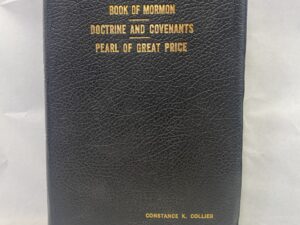 BOOK OF MORMON
DOCTRINE AND COVENANTS
PEARL OF GREAT PRICE
CONSTANCE K. COLLIER